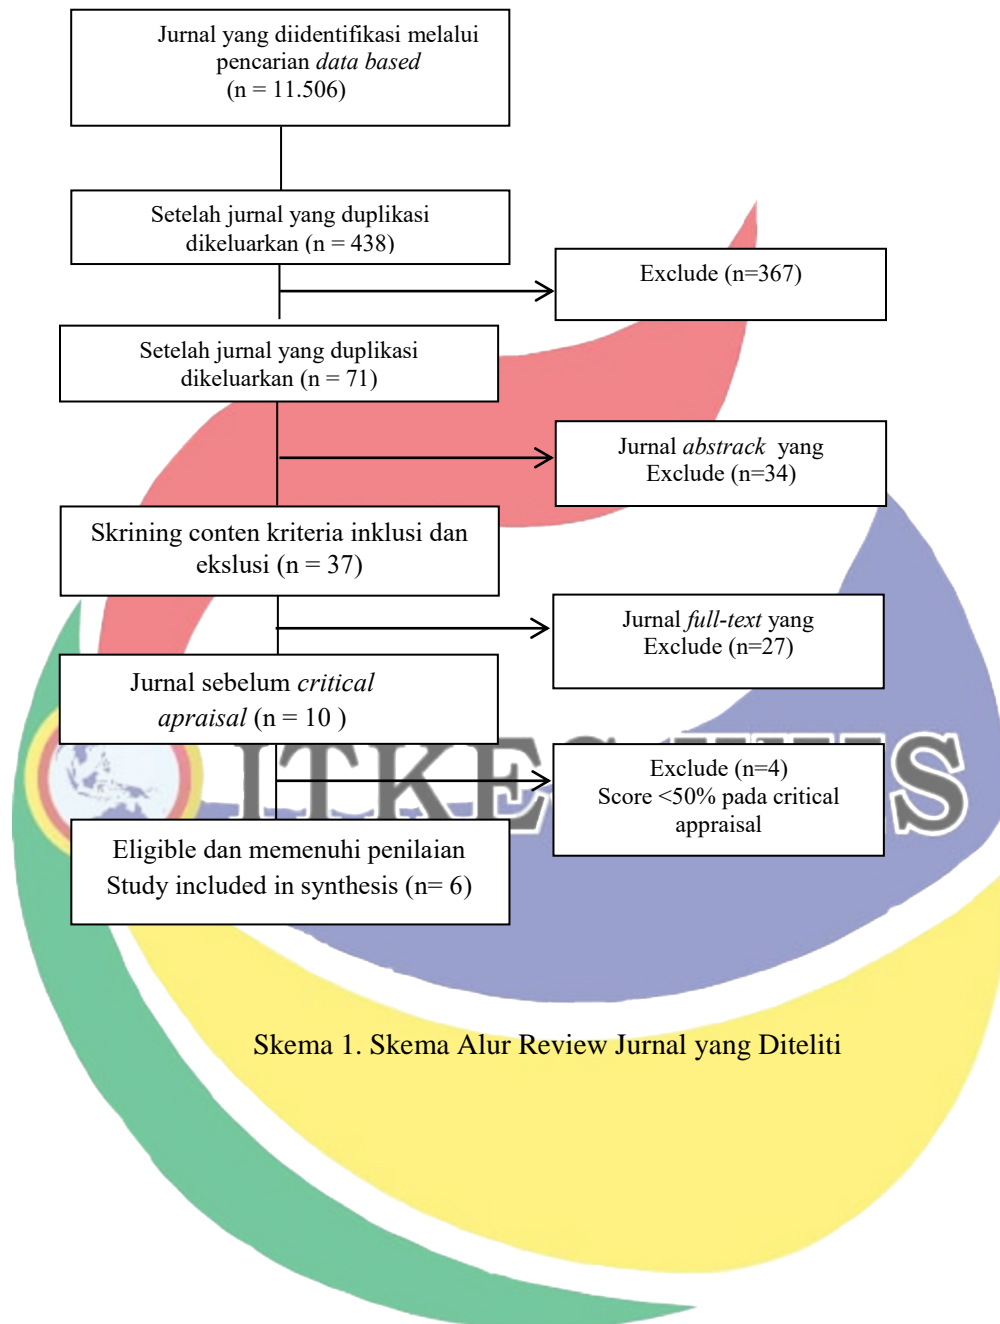 Jurnal yang diidentifikasi melalui
pencarian data based
(n = 11.506)
Setelah jurnal yang duplikasi
dikeluarkan (n = 438)
Exclude (n=367)
Setelah jurnal yang duplikasi
dikeluarkan (n = 71)
Jurnal abstrack yang
Exclude (n=34)
Skrining conten kriteria inklusi dan
ekslusi (n = 37)
Jurnal full-text yang
Exclude (n=27)
Jurnal sebelum critical
apraisal (n = 10 )
Exclude (n=4)
Score <50% pada critical
appraisal
Eligible dan memenuhi penilaian
Study included in synthesis (n= 6)
Skema 1. Skema Alur Review Jurnal yang Diteliti